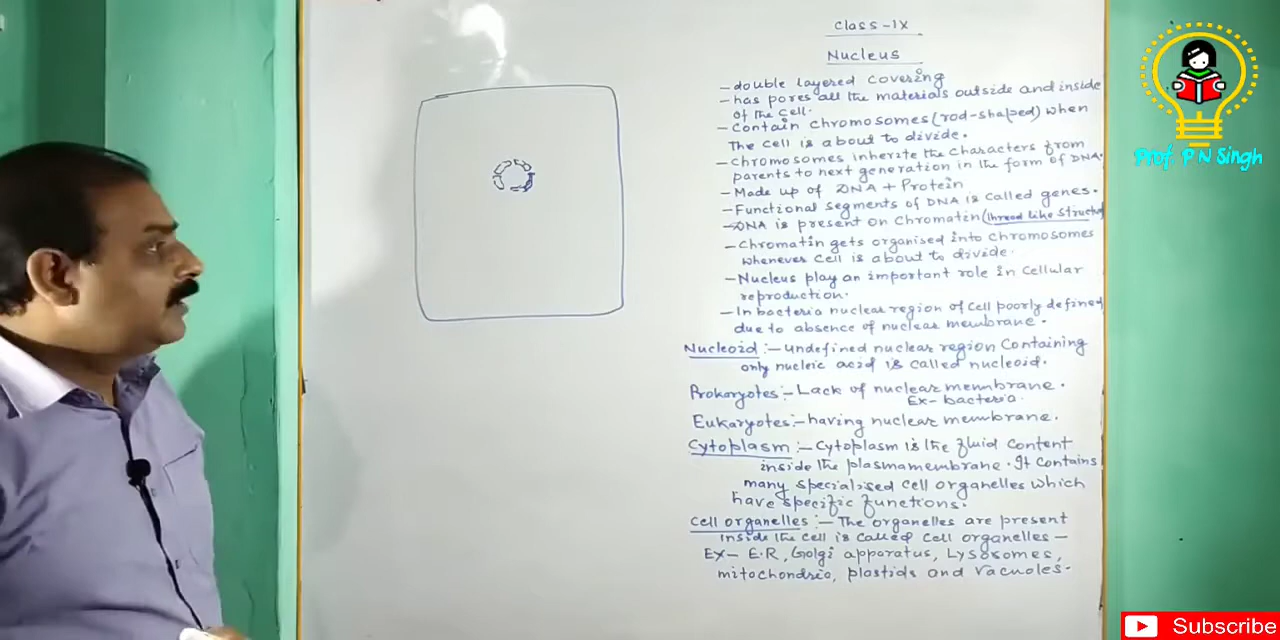 Class-IX
Nucleus
- double layered covering
- has pores all the materials outside and inside
of the cell.
- Contain chromosomes (rod-shaped) when
The cell is about to divide.
- Chromosomes inherite the characters from
parents to next generation in the form of DNA.
- Made up of DNA + Protein
- Functional segments of DNA is called genes.
- DNA is present on chromatin (thread like structur
- Chromatin gets organised into chromosomes
whenever cell is about to divide.
- Nucleus play an important role in cellular
reproduction.
- In bacteria nuclear region of cell poorly defined
due to absence of nuclear membrane.
Nucleoid :- undefined nuclear region containing
only nucleic acid is called nucleoid.
Prokaryotes:- Lack of nuclear membrane.
Ex- bacteria.
Eukaryotes:- having nuclear membrane.
Cytoplasm :- Cytoplasm is the fluid content
inside the plasmamembrane. It contains
many specialised cell organelles which
have specific functions.
Cell organelles :- The organelles are present
inside the cell is called cell organelles -
Ex- E.R, Golgi apparatus, Lysosomes,
mitochondria, plastids and vacuoles.
Prof. P N Singh
Subscribe